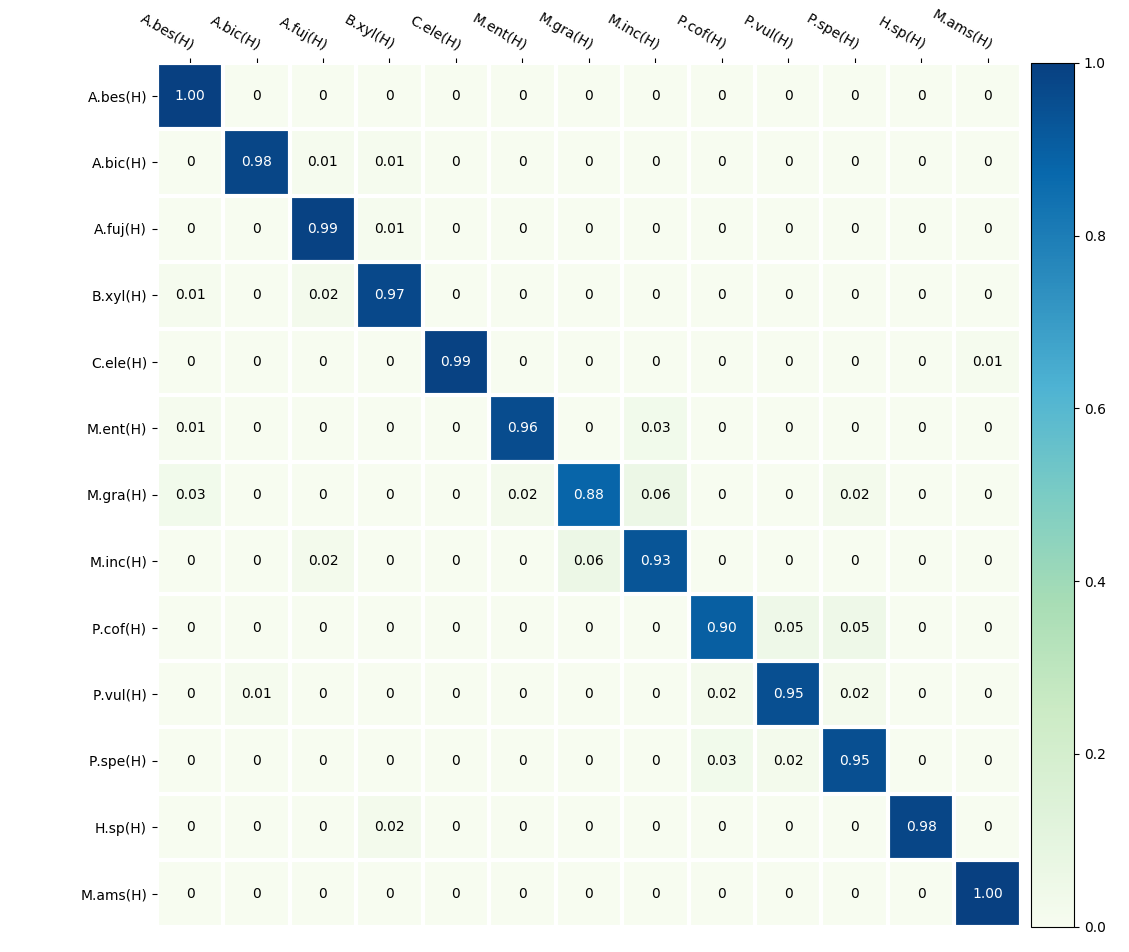 A.bes(H) A.bic(H) A.fuj(H) B.xyl(H) C.ele(H) M.ent(H) M.gra(H) M.inc(H) P.cof(H) P.vul(H) P.spe(H) H.sp(H) M.ams(H)
A.bes(H) 1.00 0 0 0 0 0 0 0 0 0 0 0 0
A.bic(H) 0 0.98 0.01 0.01 0 0 0 0 0 0 0 0 0
A.fuj(H) 0 0 0.99 0.01 0 0 0 0 0 0 0 0 0
B.xyl(H) 0.01 0 0.02 0.97 0 0 0 0 0 0 0 0 0
C.ele(H) 0 0 0 0 0.99 0 0 0 0 0 0 0 0.01
M.ent(H) 0.01 0 0 0 0 0.96 0 0.03 0 0 0 0 0
M.gra(H) 0.03 0 0 0 0 0.02 0.88 0.06 0 0 0.02 0 0
M.inc(H) 0 0 0.02 0 0 0 0.06 0.93 0 0 0 0 0
P.cof(H) 0 0 0 0 0 0 0 0 0.90 0.05 0.05 0 0
P.vul(H) 0 0.01 0 0 0 0 0 0 0.02 0.95 0.02 0 0
P.spe(H) 0 0 0 0 0 0 0 0 0.03 0.02 0.95 0 0
H.sp(H) 0 0 0 0.02 0 0 0 0 0 0 0 0.98 0
M.ams(H) 0 0 0 0 0 0 0 0 0 0 0 0 1.00
1.0
0.8
0.6
0.4
0.2
0.0